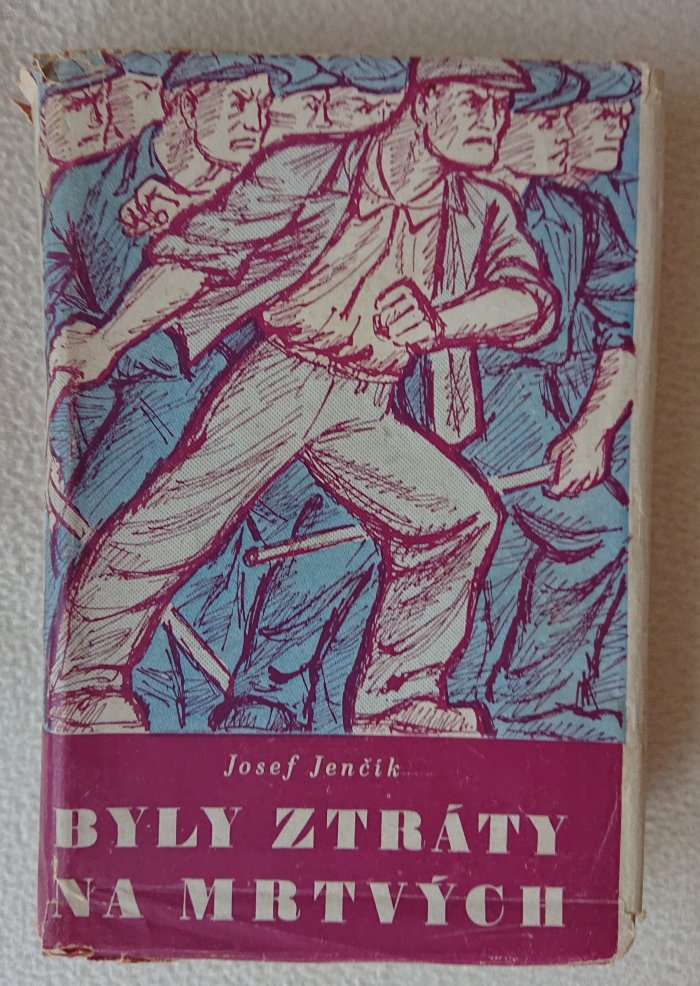 Josef Jenčík
BYLY ZTRÁTY
NA MRTVÝCH